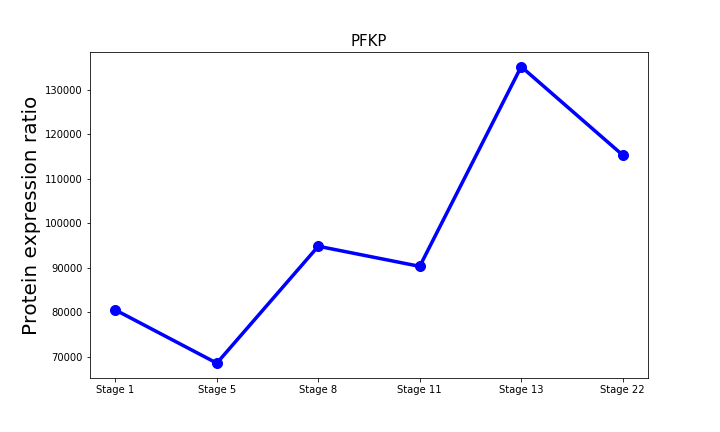 PFKP
Protein expression ratio
130000
120000
110000
100000
90000
80000
70000
Stage 1 Stage 5 Stage 8 Stage 11 Stage 13 Stage 22